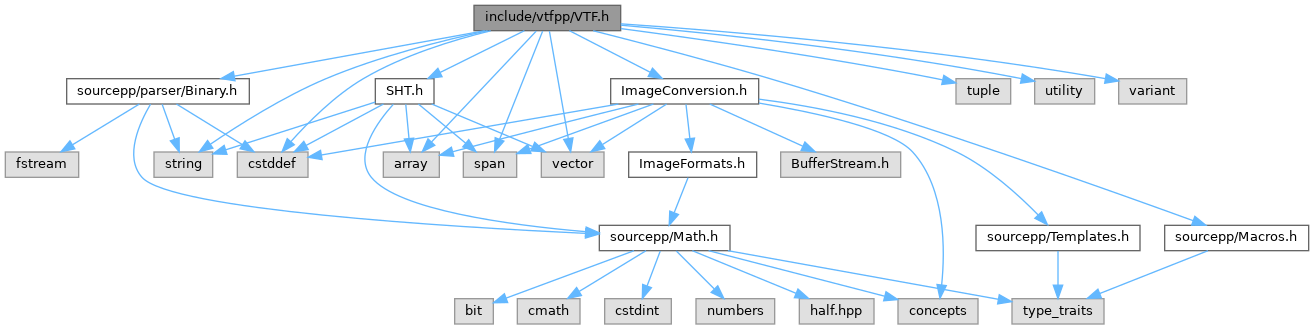 include/vtfpp/VTF.h
sourcepp/parser/Binary.h
SHT.h
ImageConversion.h
tuple
utility
variant
fstream
string
cstddef
array
span
vector
ImageFormats.h
BufferStream.h
sourcepp/Math.h
sourcepp/Templates.h
sourcepp/Macros.h
bit
cmath
cstdint
numbers
half.hpp
concepts
type_traits